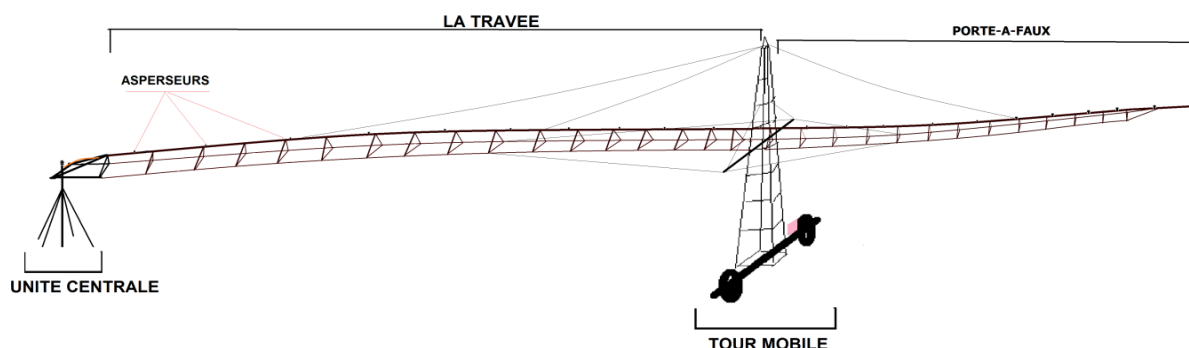 LA TRAVEE
PORTE-A-FAUX
ASPERSEURS
UNITE CENTRALE
TOUR MOBILE